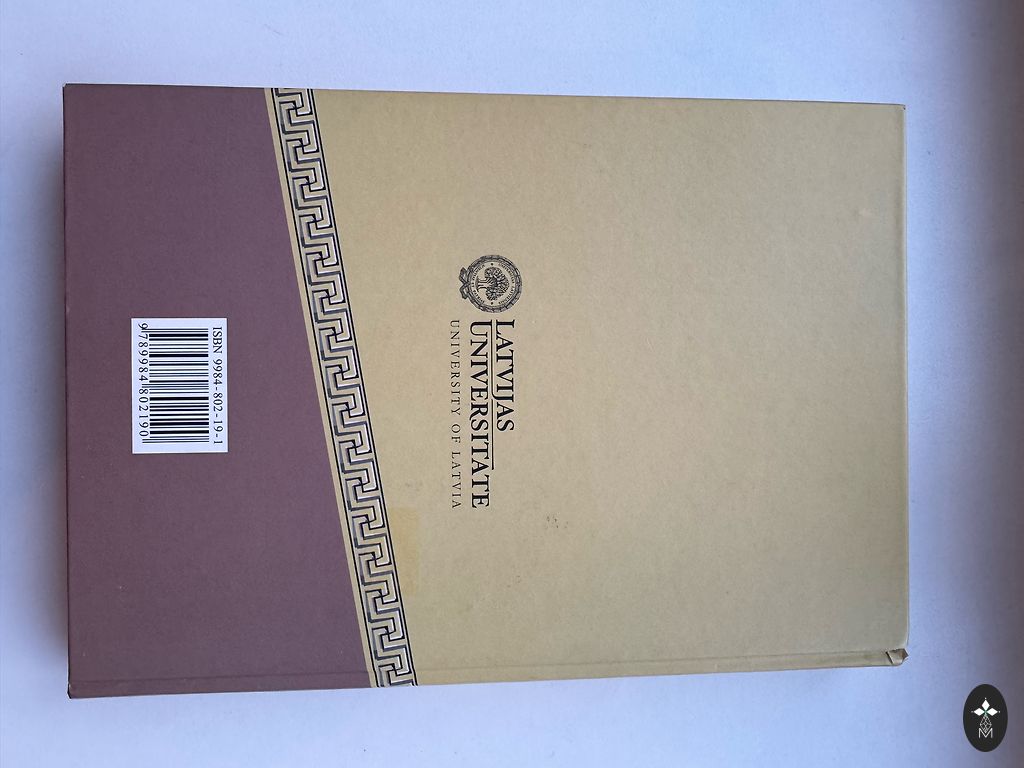 LATVIJAS
UNIVERSITĀTE
UNIVERSITY OF LATVIA
ISBN 9984-802-19-1
9789984802190